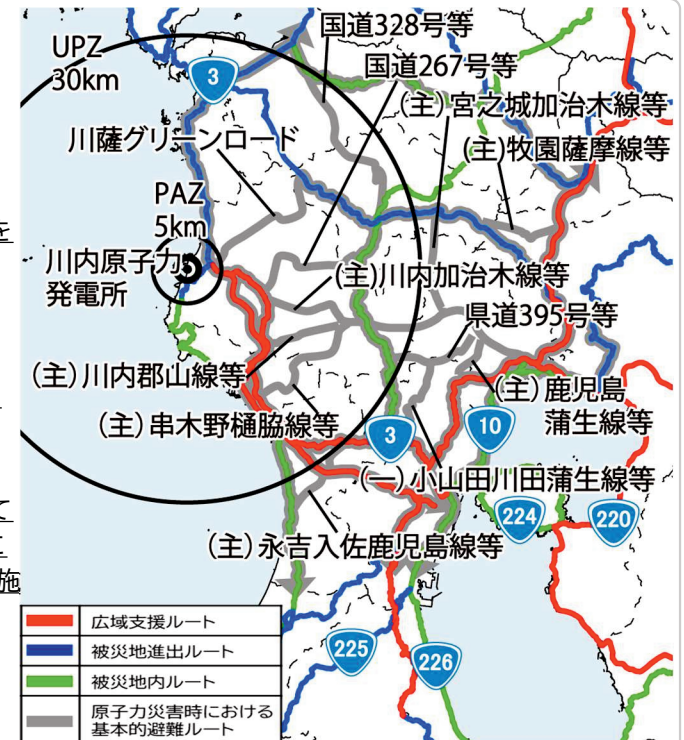 国道328号等
UPZ
30km
3
国道267号等
(主)宮之城加治木線等
川薩グリーンロード
(主)牧園薩摩線等
PAZ
5km
を
川内原子力
発電所
(主)川内加治木線等
県道395号等
(主)川内郡山線等
(主)鹿児島
蒲生線等
(主)串木野樋脇線等
3
10
(一)小山田川田蒲生線等
224
220
て
(主)永吉入佐鹿児島線等
施
広域支援ルート
被災地進出ルート
被災地内ルート
原子力災害時における
基本的避難ルート
225
226